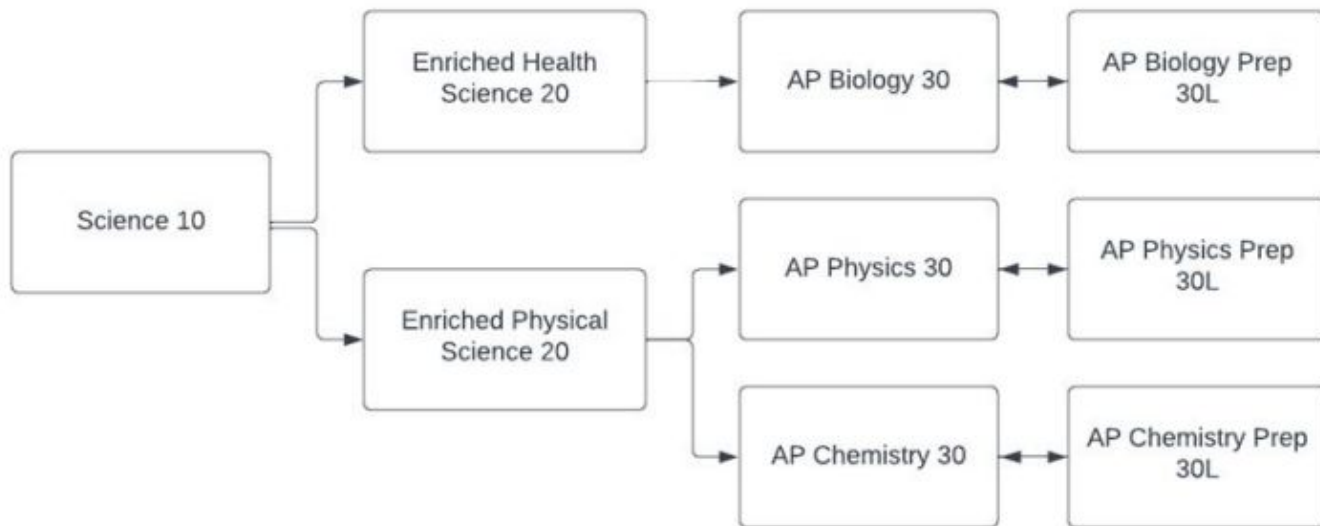 Science 10
Enriched Health
Science 20
AP Biology 30
AP Biology Prep
30L
Enriched Physical
Science 20
AP Physics 30
AP Physics Prep
30L
AP Chemistry 30
AP Chemistry Prep
30L